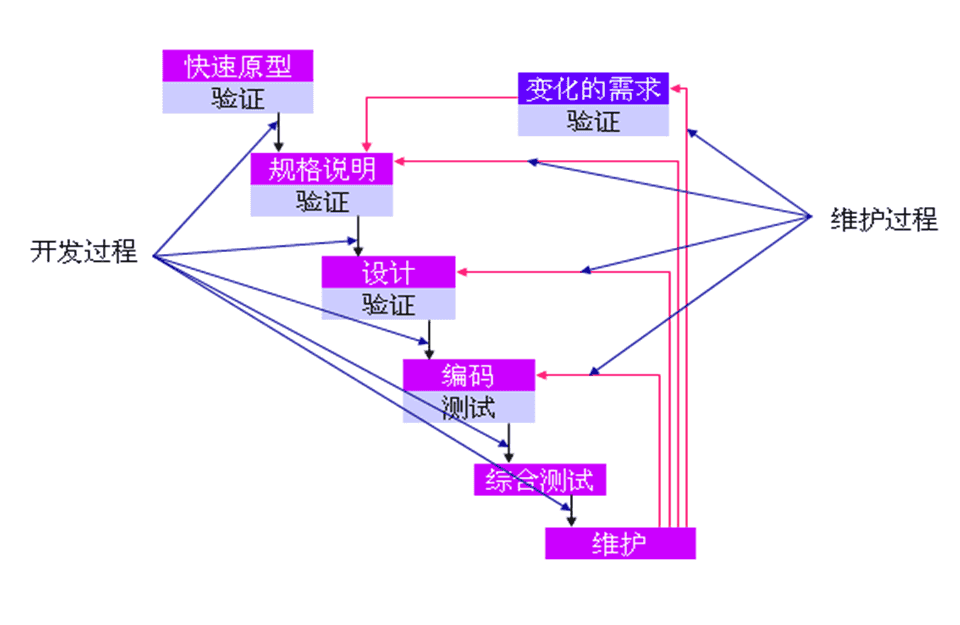 快速原型
验证
变化的需求
验证
规格说明
验证
维护过程
开发过程
设计
验证
编码
测试
综合测试
维护